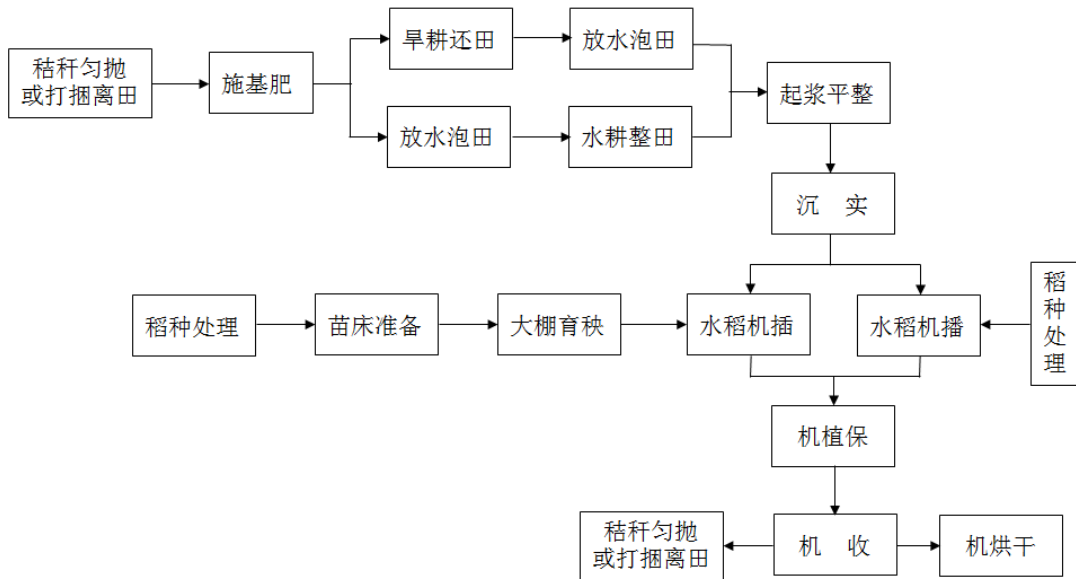 旱耕还田
放水泡田
秸秆匀抛
或打捆离田
施基肥
起浆平整
放水泡田
水耕整田
沉 实
稻种处理
苗床准备
大棚育秧
水稻机插
水稻机播
稻
种
处
理
机植保
秸秆匀抛
或打捆离田
机 收
机烘干